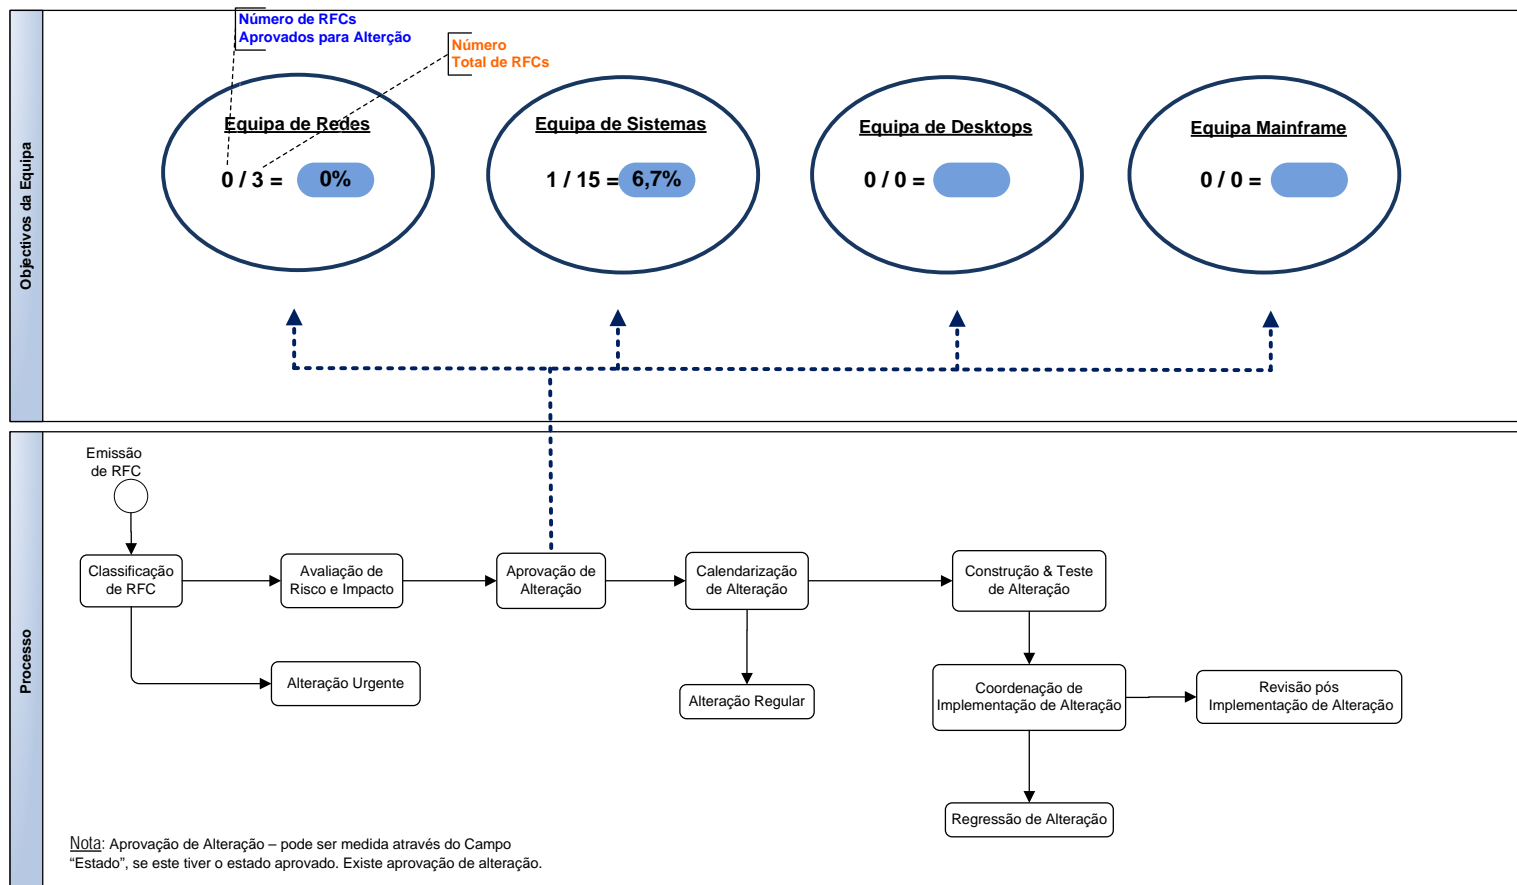 Objectivos da Equipa
Número de RFCs
Aprovados para Alterção
Número
Total de RFCs
Equipa de Redes
0 / 3 = 0%
Equipa de Sistemas
1 / 15 = 6,7%
Equipa de Desktops
0 / 0 =
Equipa Mainframe
0 / 0 =
Processo
Emissão
de RFC
Classificação
de RFC
Avaliação de
Risco e Impacto
Aprovação de
Alteração
Calendarização
de Alteração
Construção & Teste
de Alteração
Alteração Urgente
Alteração Regular
Coordenação de
Implementação de Alteração
Revisão pós
Implementação de Alteração
Regressão de Alteração
Nota: Aprovação de Alteração – pode ser medida através do Campo
“Estado”, se este tiver o estado aprovado. Existe aprovação de alteração.